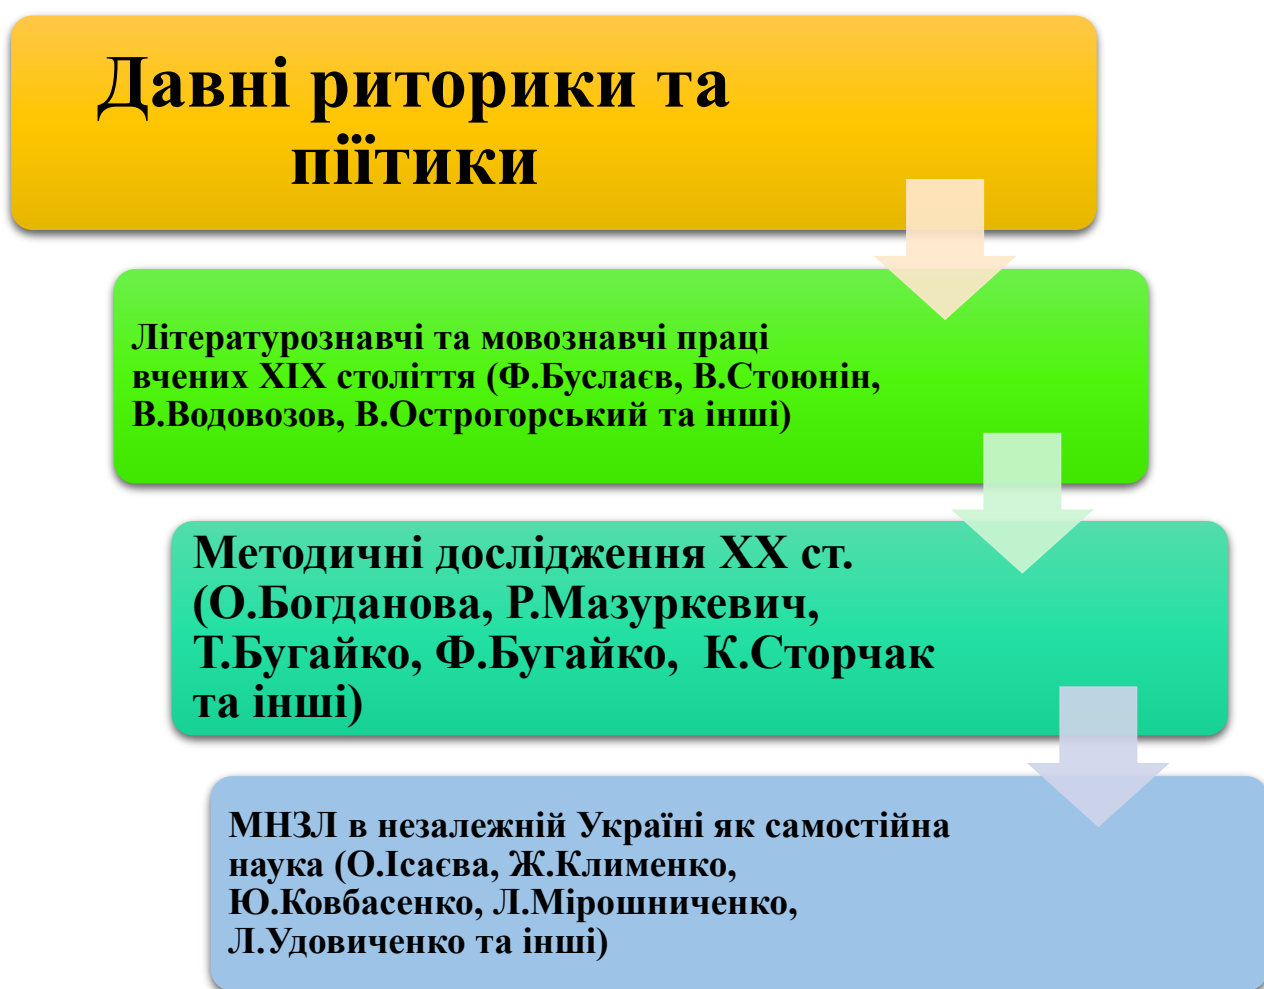 Давні риторики та
піїтики
Літературознавчі та мовознавчі праці
вчених ХІХ століття (Ф.Буслаєв, В.Стоюнін,
В.Водовозов, В.Острогорський та інші)
Методичні дослідження ХХ ст.
(О.Богданова, Р.Мазуркевич,
Т.Бугайко, Ф.Бугайко, К.Сторчак
та інші)
МНЗЛ в незалежній Україні як самостійна
наука (О.Ісаєва, Ж.Клименко,
Ю.Ковбасенко, Л.Мірошниченко,
Л.Удовиченко та інші)